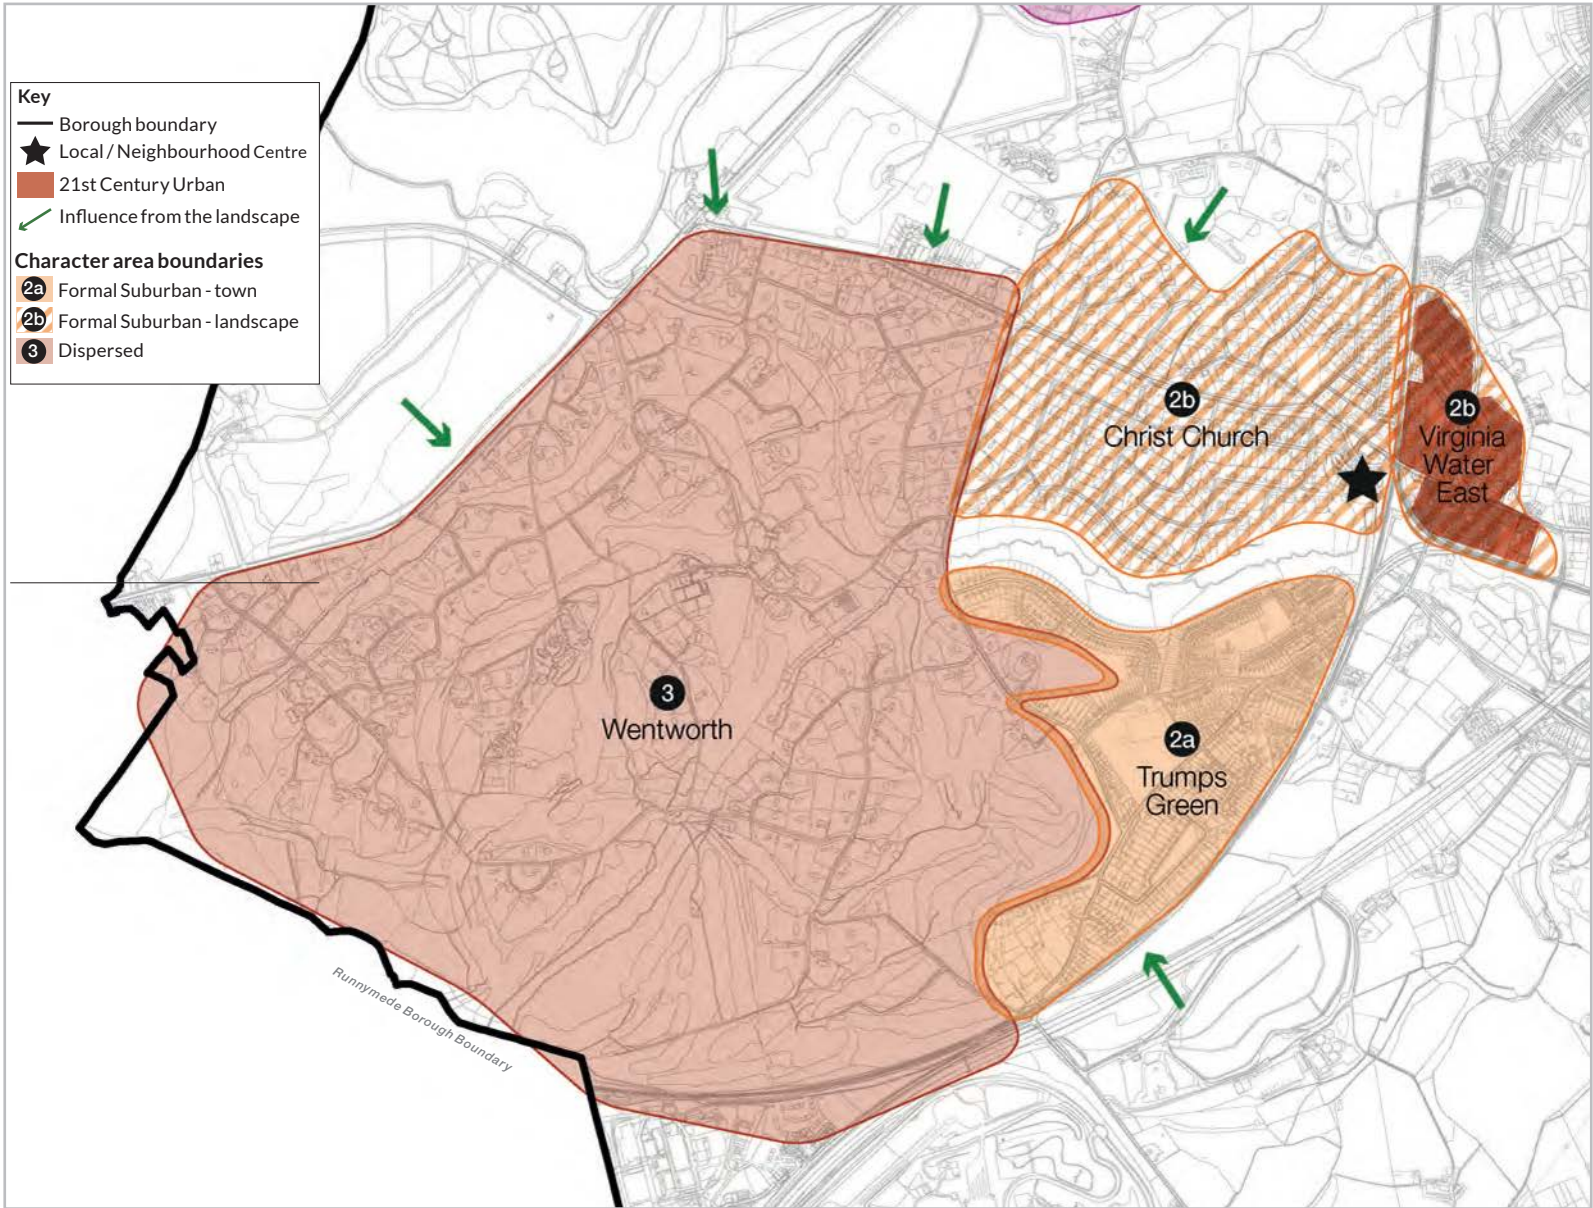 Key
Borough boundary
Local / Neighbourhood Centre
21st Century Urban
Influence from the landscape
Character area boundaries
2a Formal Suburban - town
2b Formal Suburban - landscape
3 Dispersed
2b
Christ Church
2b
Virginia
Water
East
3
Wentworth
2a
Trumps
Green
Runnymede Borough Boundary